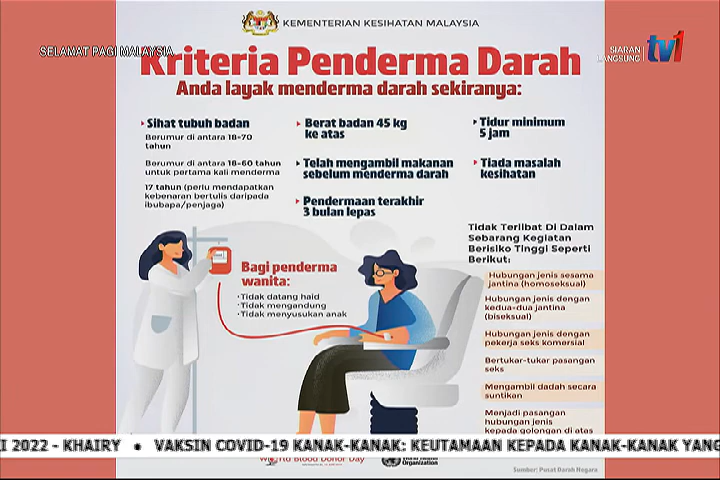 KEMENTERIAN KESIHATAN MALAYSIA
SELAMAT PAGI MALAYSIA
SIARAN
LANGSUNG
tv1
Kriteria Penderma Darah
Anda layak menderma darah sekiranya:
Sihat tubuh badan
Berumur di antara 18-70
tahun
Berumur di antara 18-60 tahun
untuk pertama kali menderma
17 tahun (perlu mendapatkan
kebenaran bertulis daripada
ibubapa/penjaga)
Berat badan 45 kg
ke atas
Telah mengambil makanan
sebelum menderma darah
Pendermaan terakhir
3 bulan lepas
Tidur minimum
5 jam
Tiada masalah
kesihatan
Bagi penderma
wanita:
• Tidak datang haid
• Tidak mengandung
• Tidak menyusukan anak
Tidak Terlibat Di Dalam
Sebarang Kegiatan
Berisiko Tinggi Seperti
Berikut:
Hubungan jenis sesama
jantina (homoseksual)
Hubungan jenis dengan
kedua-dua jantina
(biseksual)
Hubungan jenis dengan
pekerja seks komersial
Bertukar-tukar pasangan
seks
Mengambil dadah secara
suntikan
Menjadi pasangan
hubungan jenis
kepada golongan di atas
I 2022 - KHAIRY • VAKSIN COVID-19 KANAK-KANAK: KEUTAMAAN KEPADA KANAK-KANAK YANG
World Blood Donor Day
Organization
Sumber: Pusat Darah Negara